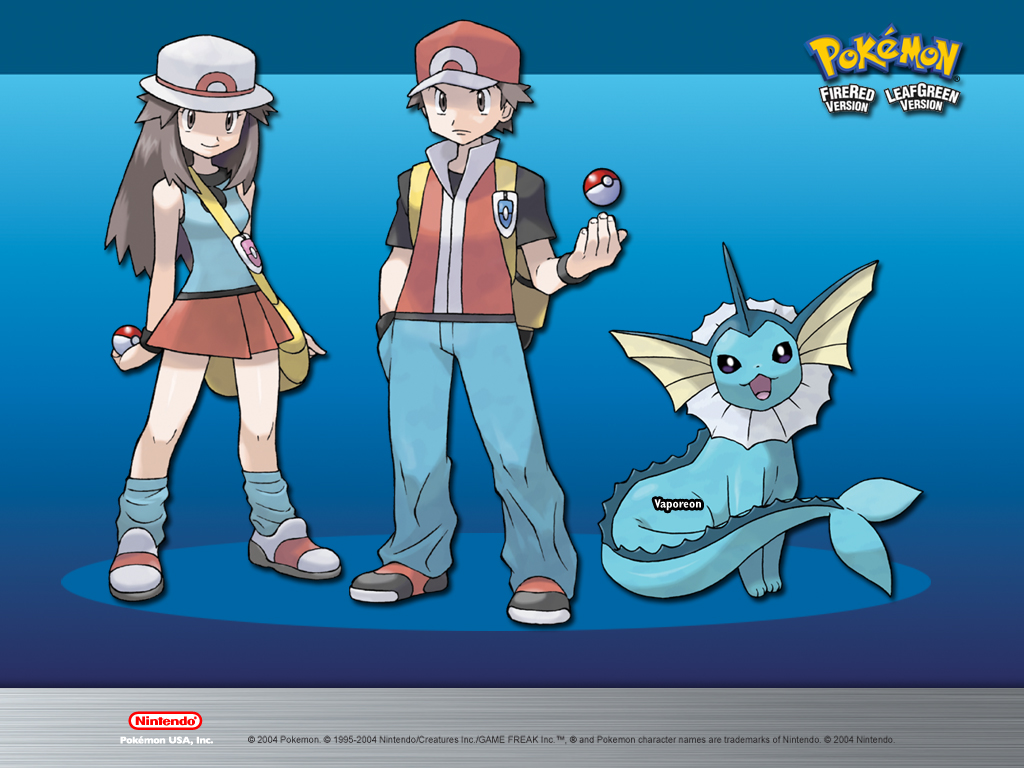 POKéMON
FIRERED VERSION
LEAFGREEN VERSION
Vaporeon
Nintendo®
Pokémon USA, Inc.
© 2004 Pokemon. © 1995-2004 Nintendo/Creatures Inc./GAME FREAK Inc.™, ® and Pokemon character names are trademarks of Nintendo. © 2004 Nintendo.